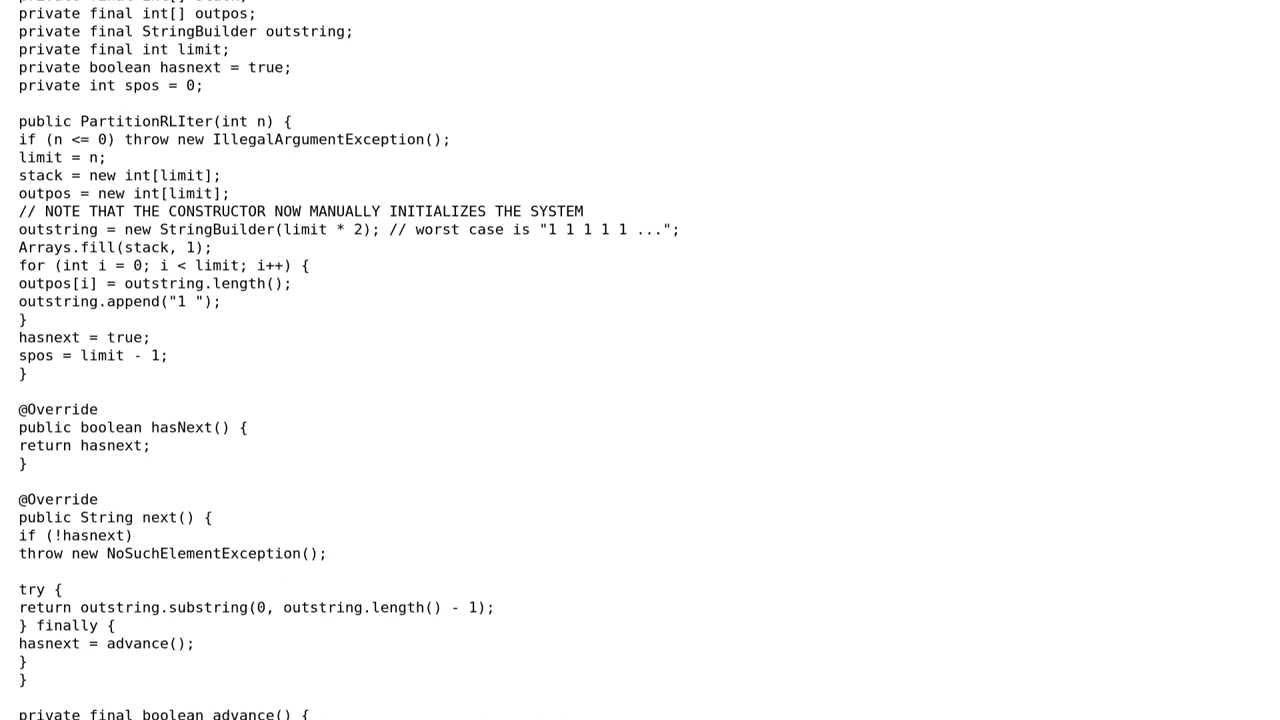 private final int[] stack;
private final int[] outpos;
private final StringBuilder outstring;
private final int limit;
private boolean hasnext = true;
private int spos = 0;
public PartitionRLIter(int n) {
if (n <= 0) throw new IllegalArgumentException();
limit = n;
stack = new int[limit];
outpos = new int[limit];
// NOTE THAT THE CONSTRUCTOR NOW MANUALLY INITIALIZES THE SYSTEM
outstring = new StringBuilder(limit * 2); // worst case is "1 1 1 1 1 ...";
Arrays.fill(stack, 1);
for (int i = 0; i < limit; i++) {
outpos[i] = outstring.length();
outstring.append("1 ");
}
hasnext = true;
spos = limit - 1;
}
@Override
public boolean hasNext() {
return hasnext;
}
@Override
public String next() {
if (!hasnext)
throw new NoSuchElementException();
try {
return outstring.substring(0, outstring.length() - 1);
} finally {
hasnext = advance();
}
}
private final boolean advance() {